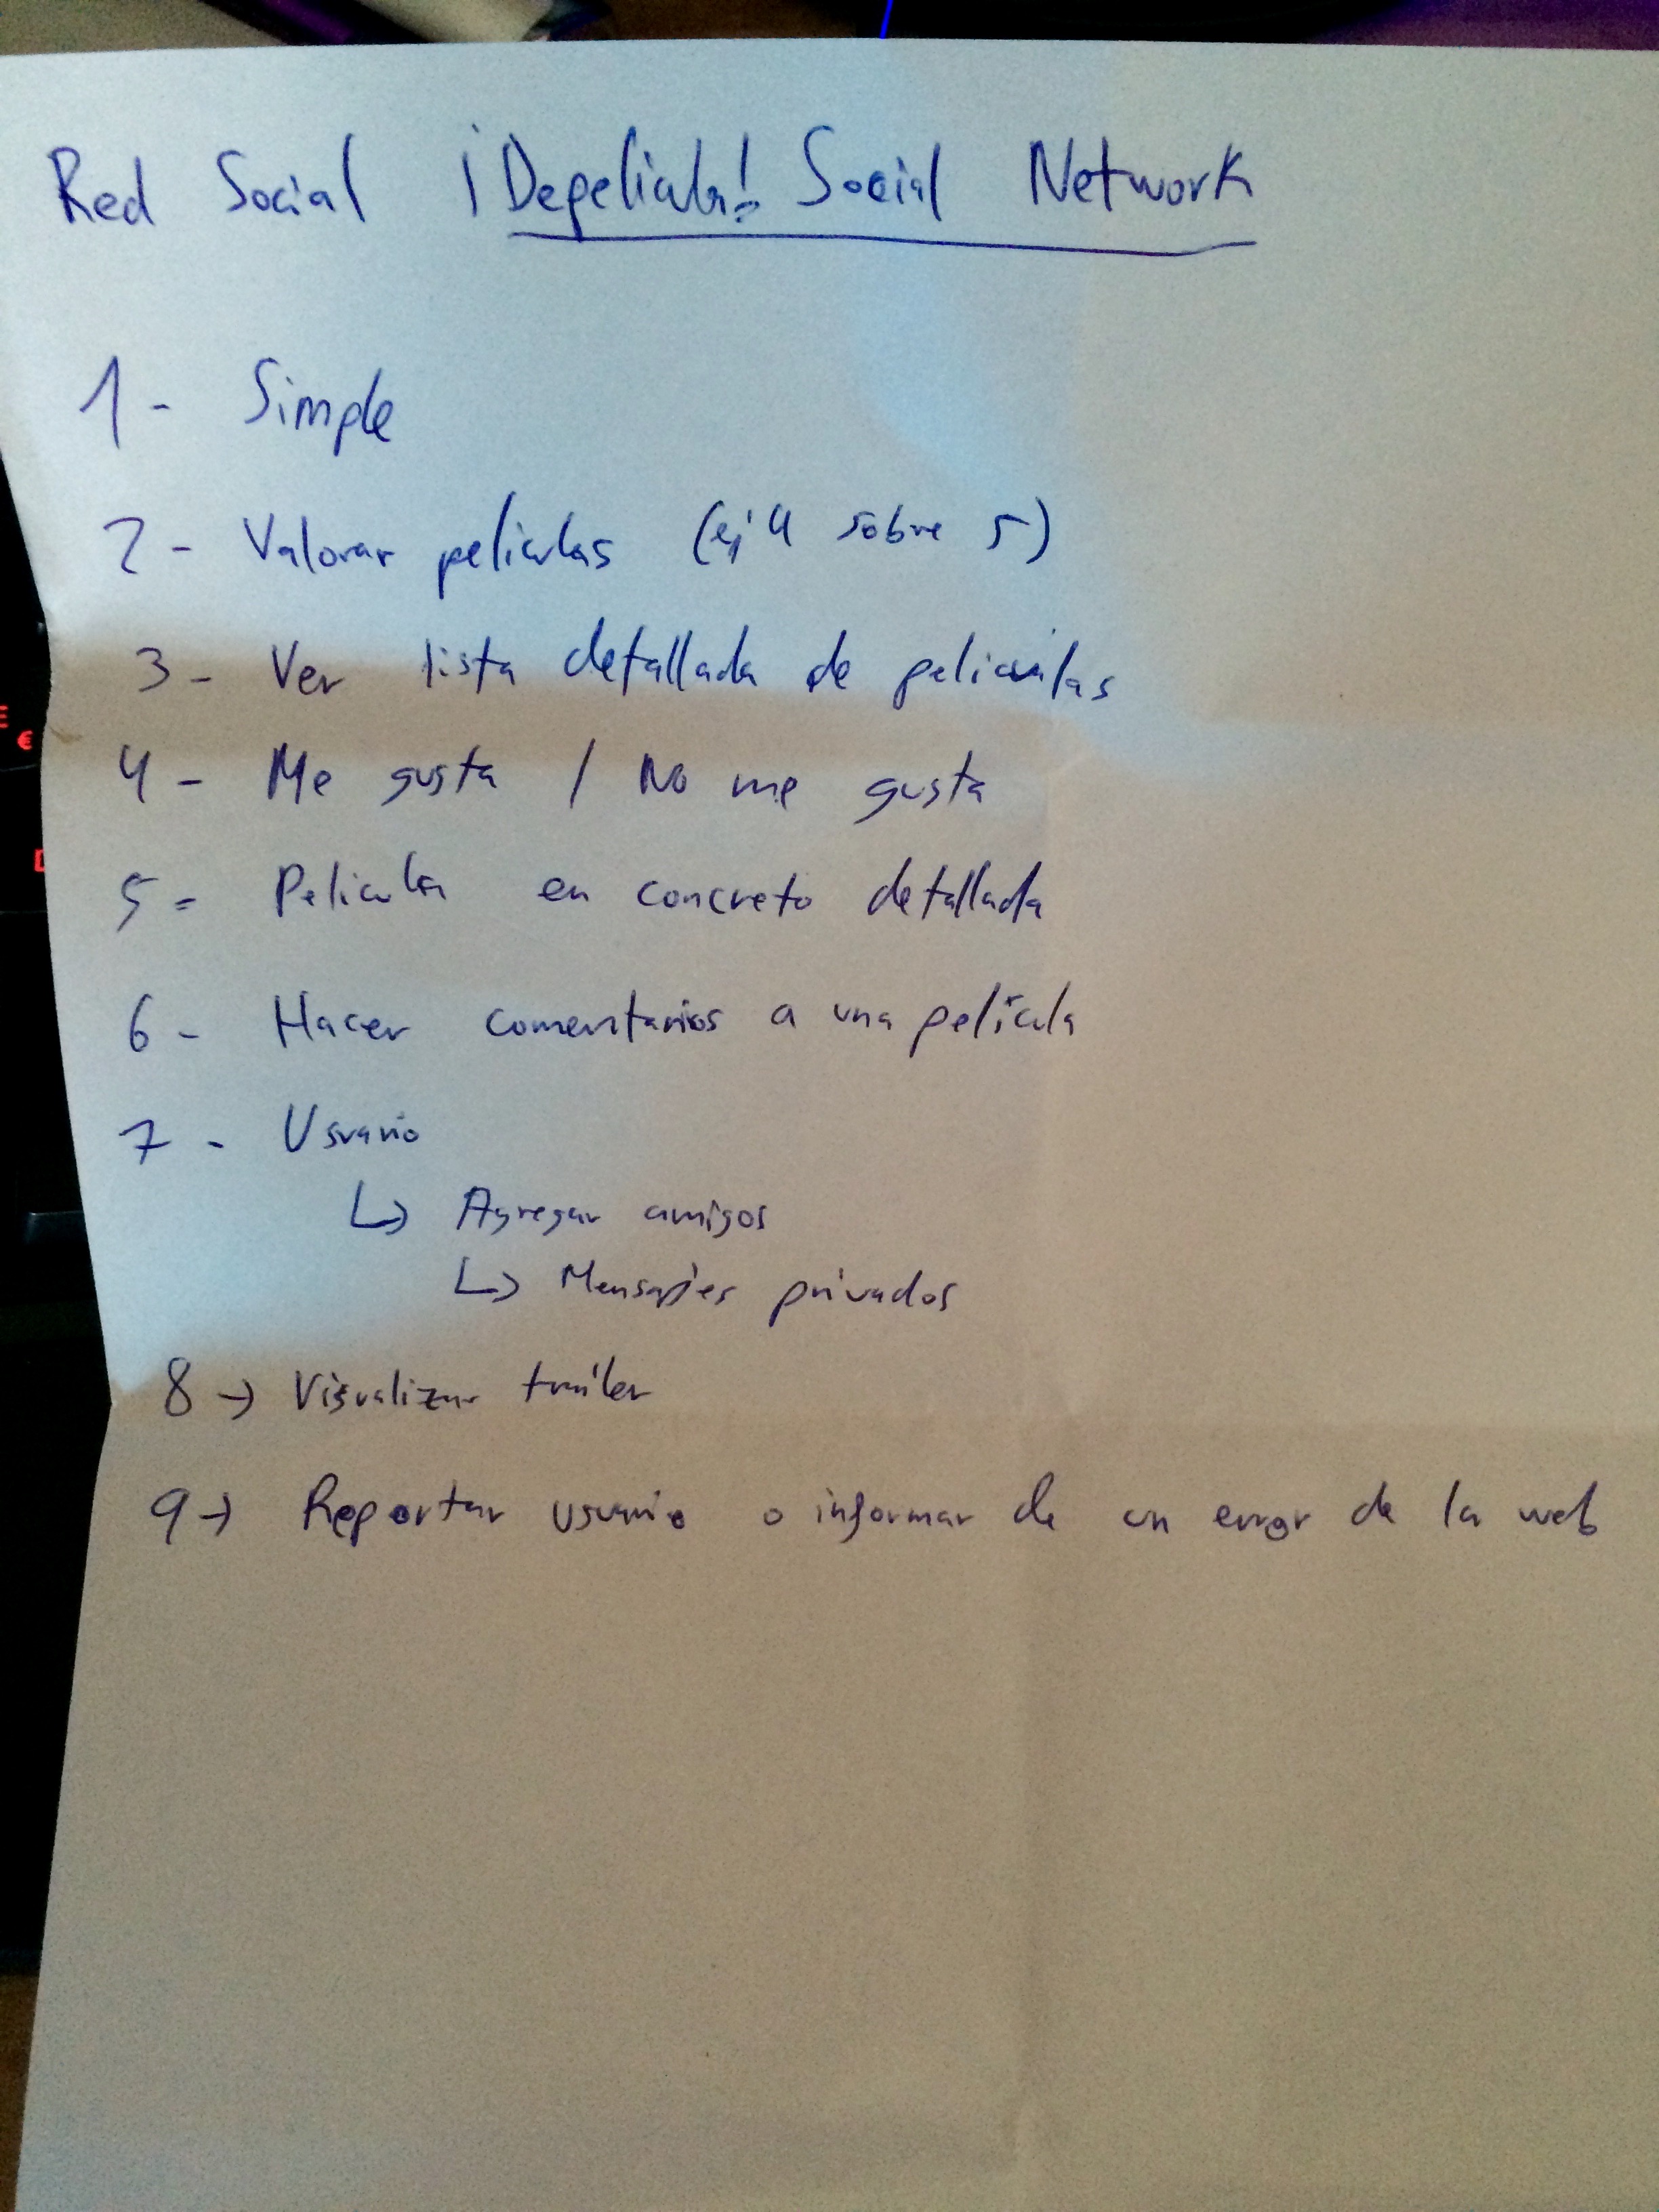 Red Social ¡Depelicula! Social Network
1 - Simple
2 - Valorar peliculas (ej 4 sobre 5)
3 - Ver lista detallada de peliculas
4 - Me gusta / No me gusta
5 - Pelicula en concreto detallada
6 - Hacer comentarios a una película
7 - Usuario
↳ Agregar amigos
↳ Mensajes privados
8 → Visualizar trailer
9 → Reportar usuario o informar de un error de la web